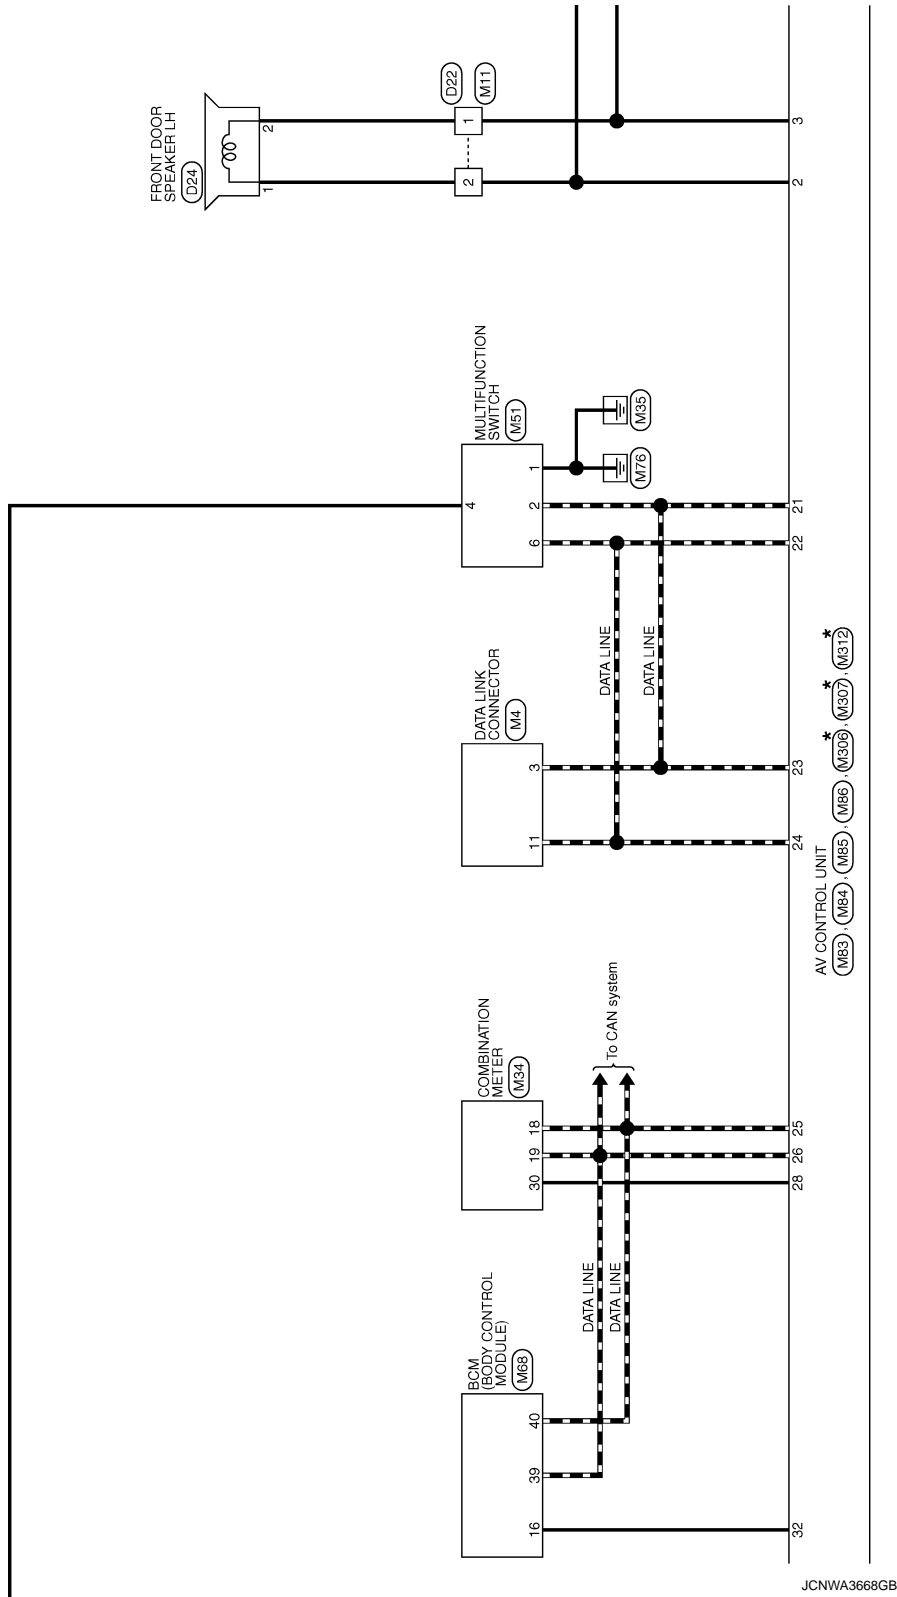 FRONT DOOR
SPEAKER LH
D24
2
1
D22
M11
1
2
3
2
MULTIFUNCTION
SWITCH
M51
4
1
2
6
M35
M76
21
22
DATA LINE
DATA LINE
DATA LINK
CONNECTOR
M4
3
11
23
24
AV CONTROL UNIT
M83 , M84 , M85 , M86 , M306* , M307* , M312*
COMBINATION
METER
M34
18
19
30
To CAN system
25
26
28
DATA LINE
DATA LINE
BCM
(BODY CONTROL
MODULE)
M68
40
39
16
32
JCNWA3668GB